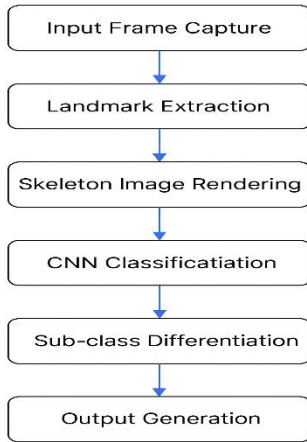 Input Frame Capture
Landmark Extraction
Skeleton Image Rendering
CNN Classificatiation
Sub-class Differentiation
Output Generation